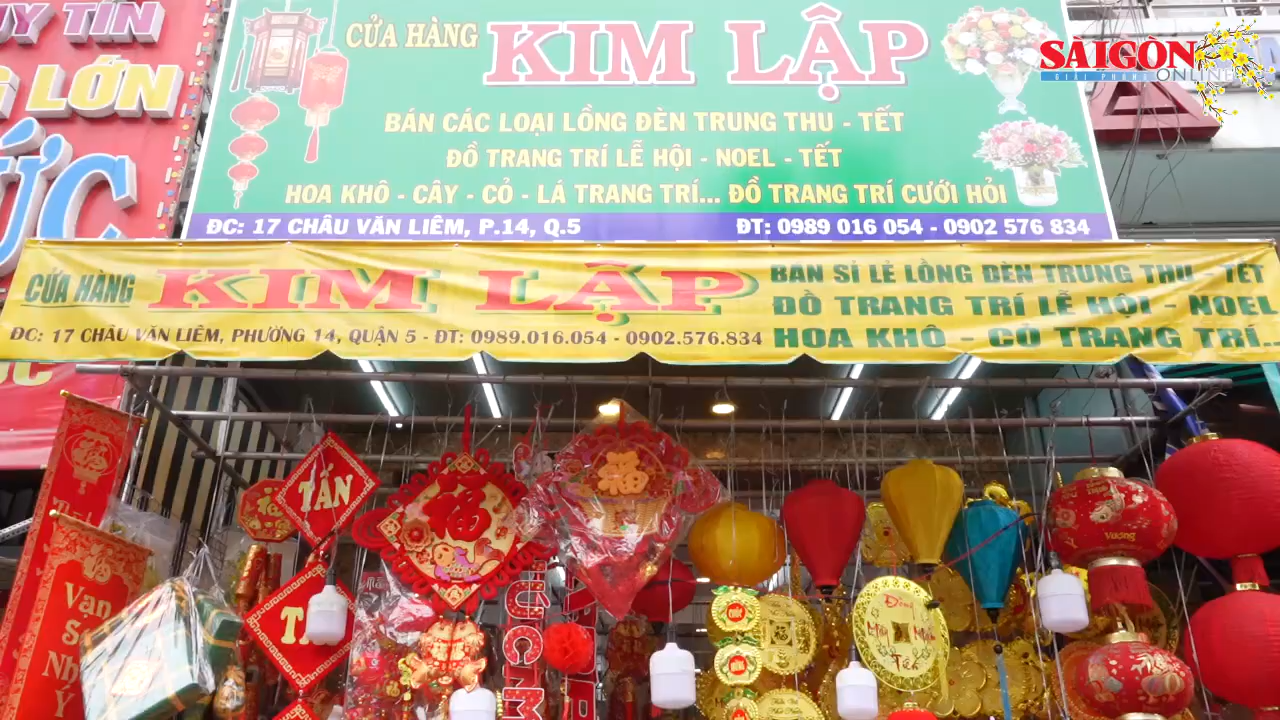 UY TÍN
G LỚN
ỨC
CỬA HÀNG KIM LẬP
BÁN CÁC LOẠI LỒNG ĐÈN TRUNG THU - TẾT
ĐỒ TRANG TRÍ LỄ HỘI - NOEL - TẾT
HOA KHÔ - CÂY - CỎ - LÁ TRANG TRÍ... ĐỒ TRANG TRÍ CƯỚI HỎI
ĐC: 17 CHÂU VĂN LIÊM, P.14, Q.5 ĐT: 0989 016 054 - 0902 576 834
SÀIGÒN
GIẢI PHÓNG ONLINE
CỬA HÀNG KIM LẬP
ĐC: 17 CHÂU VĂN LIÊM, PHƯỜNG 14, QUẬN 5 - ĐT: 0989.016.054 - 0902.576.834
BÁN SỈ LẺ LỒNG ĐÈN TRUNG THU - TẾT
ĐỒ TRANG TRÍ LỄ HỘI - NOEL
HOA KHÔ - CỎ TRANG TRÍ...
TẤN
福
福
Vạn
Sự
Như
Ý
Vượng